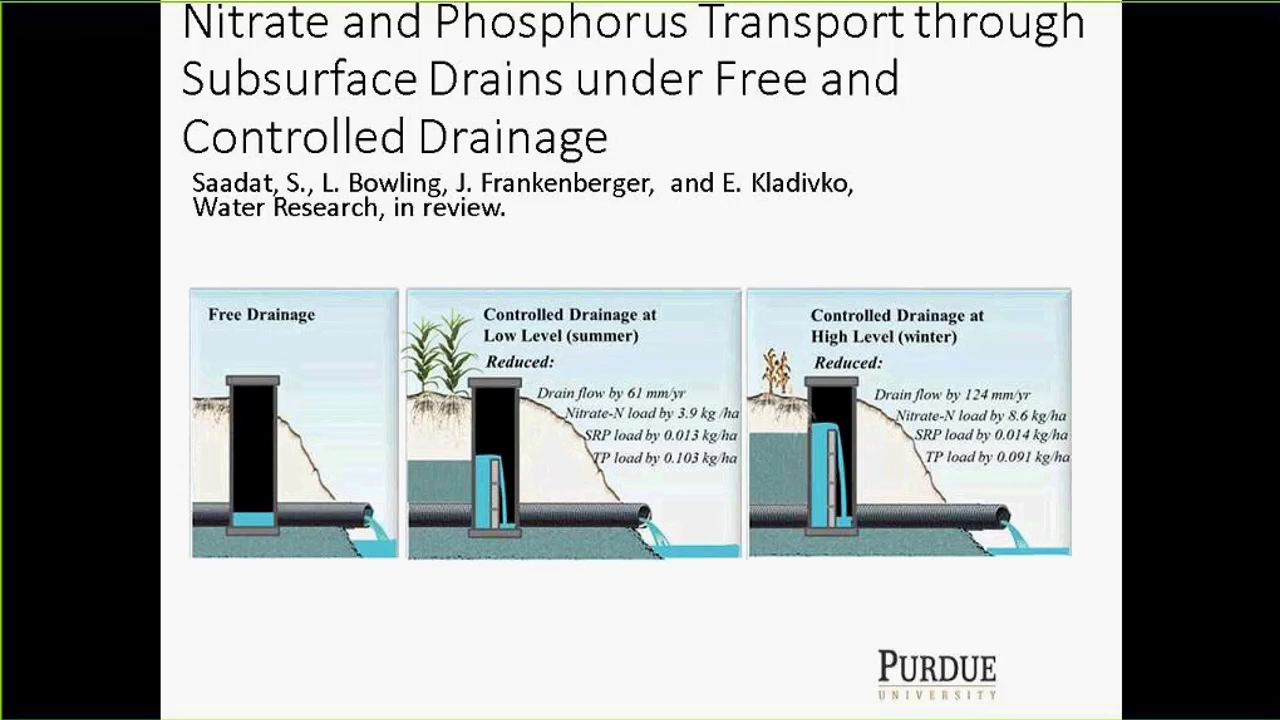 Nitrate and Phosphorus Transport through
Subsurface Drains under Free and
Controlled Drainage
Saadat, S., L. Bowling, J. Frankenberger, and E. Kladivko,
Water Research, in review.
Free Drainage
Controlled Drainage at
Low Level (summer)
Reduced:
Drain flow by 61 mm/yr
Nitrate-N load by 3.9 kg /ha
SRP load by 0.013 kg/ha
TP load by 0.103 kg/ha
Controlled Drainage at
High Level (winter)
Reduced:
Drain flow by 124 mm/yr
Nitrate-N load by 8.6 kg/ha
SRP load by 0.014 kg/ha
TP load by 0.091 kg/ha
PURDUE
UNIVERSITY